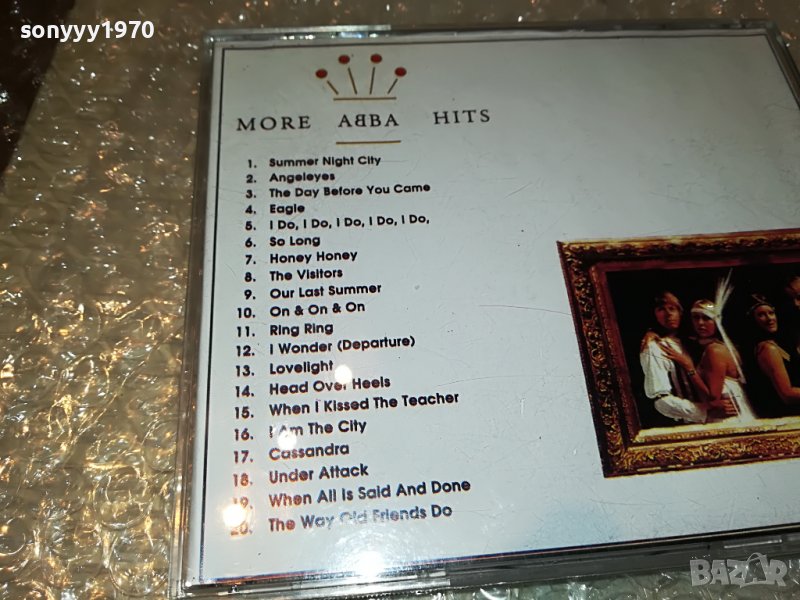 sonyyy1970
MORE ABBA HITS
1. Summer Night City
2. Angeleyes
3. The Day Before You Came
4. Eagle
5. I Do, I Do, I Do, I Do, I Do,
6. So Long
7. Honey Honey
8. The Visitors
9. Our Last Summer
10. On & On & On
11. Ring Ring
12. I Wonder (Departure)
13. Lovelight
14. Head Over Heels
15. When I Kissed The Teacher
16. I Am The City
17. Cassandra
18. Under Attack
19. When All Is Said And Done
20. The Way Old Friends Do
BAZAR